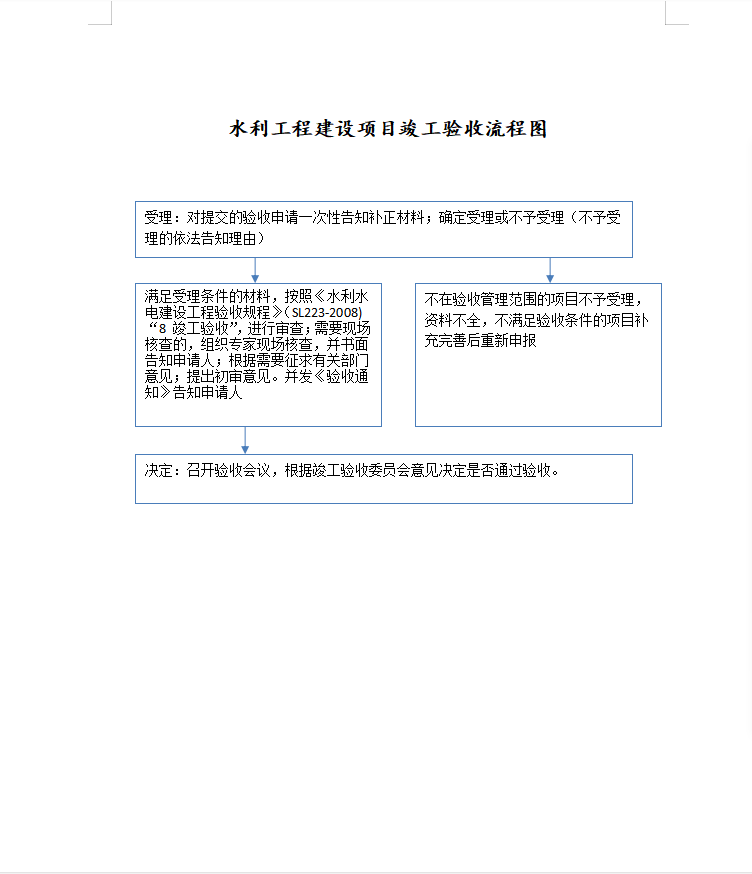 水利工程建设项目竣工验收流程图
受理：对提交的验收申请一次性告知补正材料；确定受理或不予受理（不予受
理的依法告知理由）
满足受理条件的材料，按照《水利水
电建设工程验收规程》（SL223-2008)
“8 竣工验收”，进行审查；需要现场
核查的，组织专家现场核查，并书面
告知申请人；根据需要征求有关部门
意见；提出初审意见。并发《验收通
知》告知申请人
不在验收管理范围的项目不予受理，
资料不全，不满足验收条件的项目补
充完善后重新申报
决定：召开验收会议，根据竣工验收委员会意见决定是否通过验收。